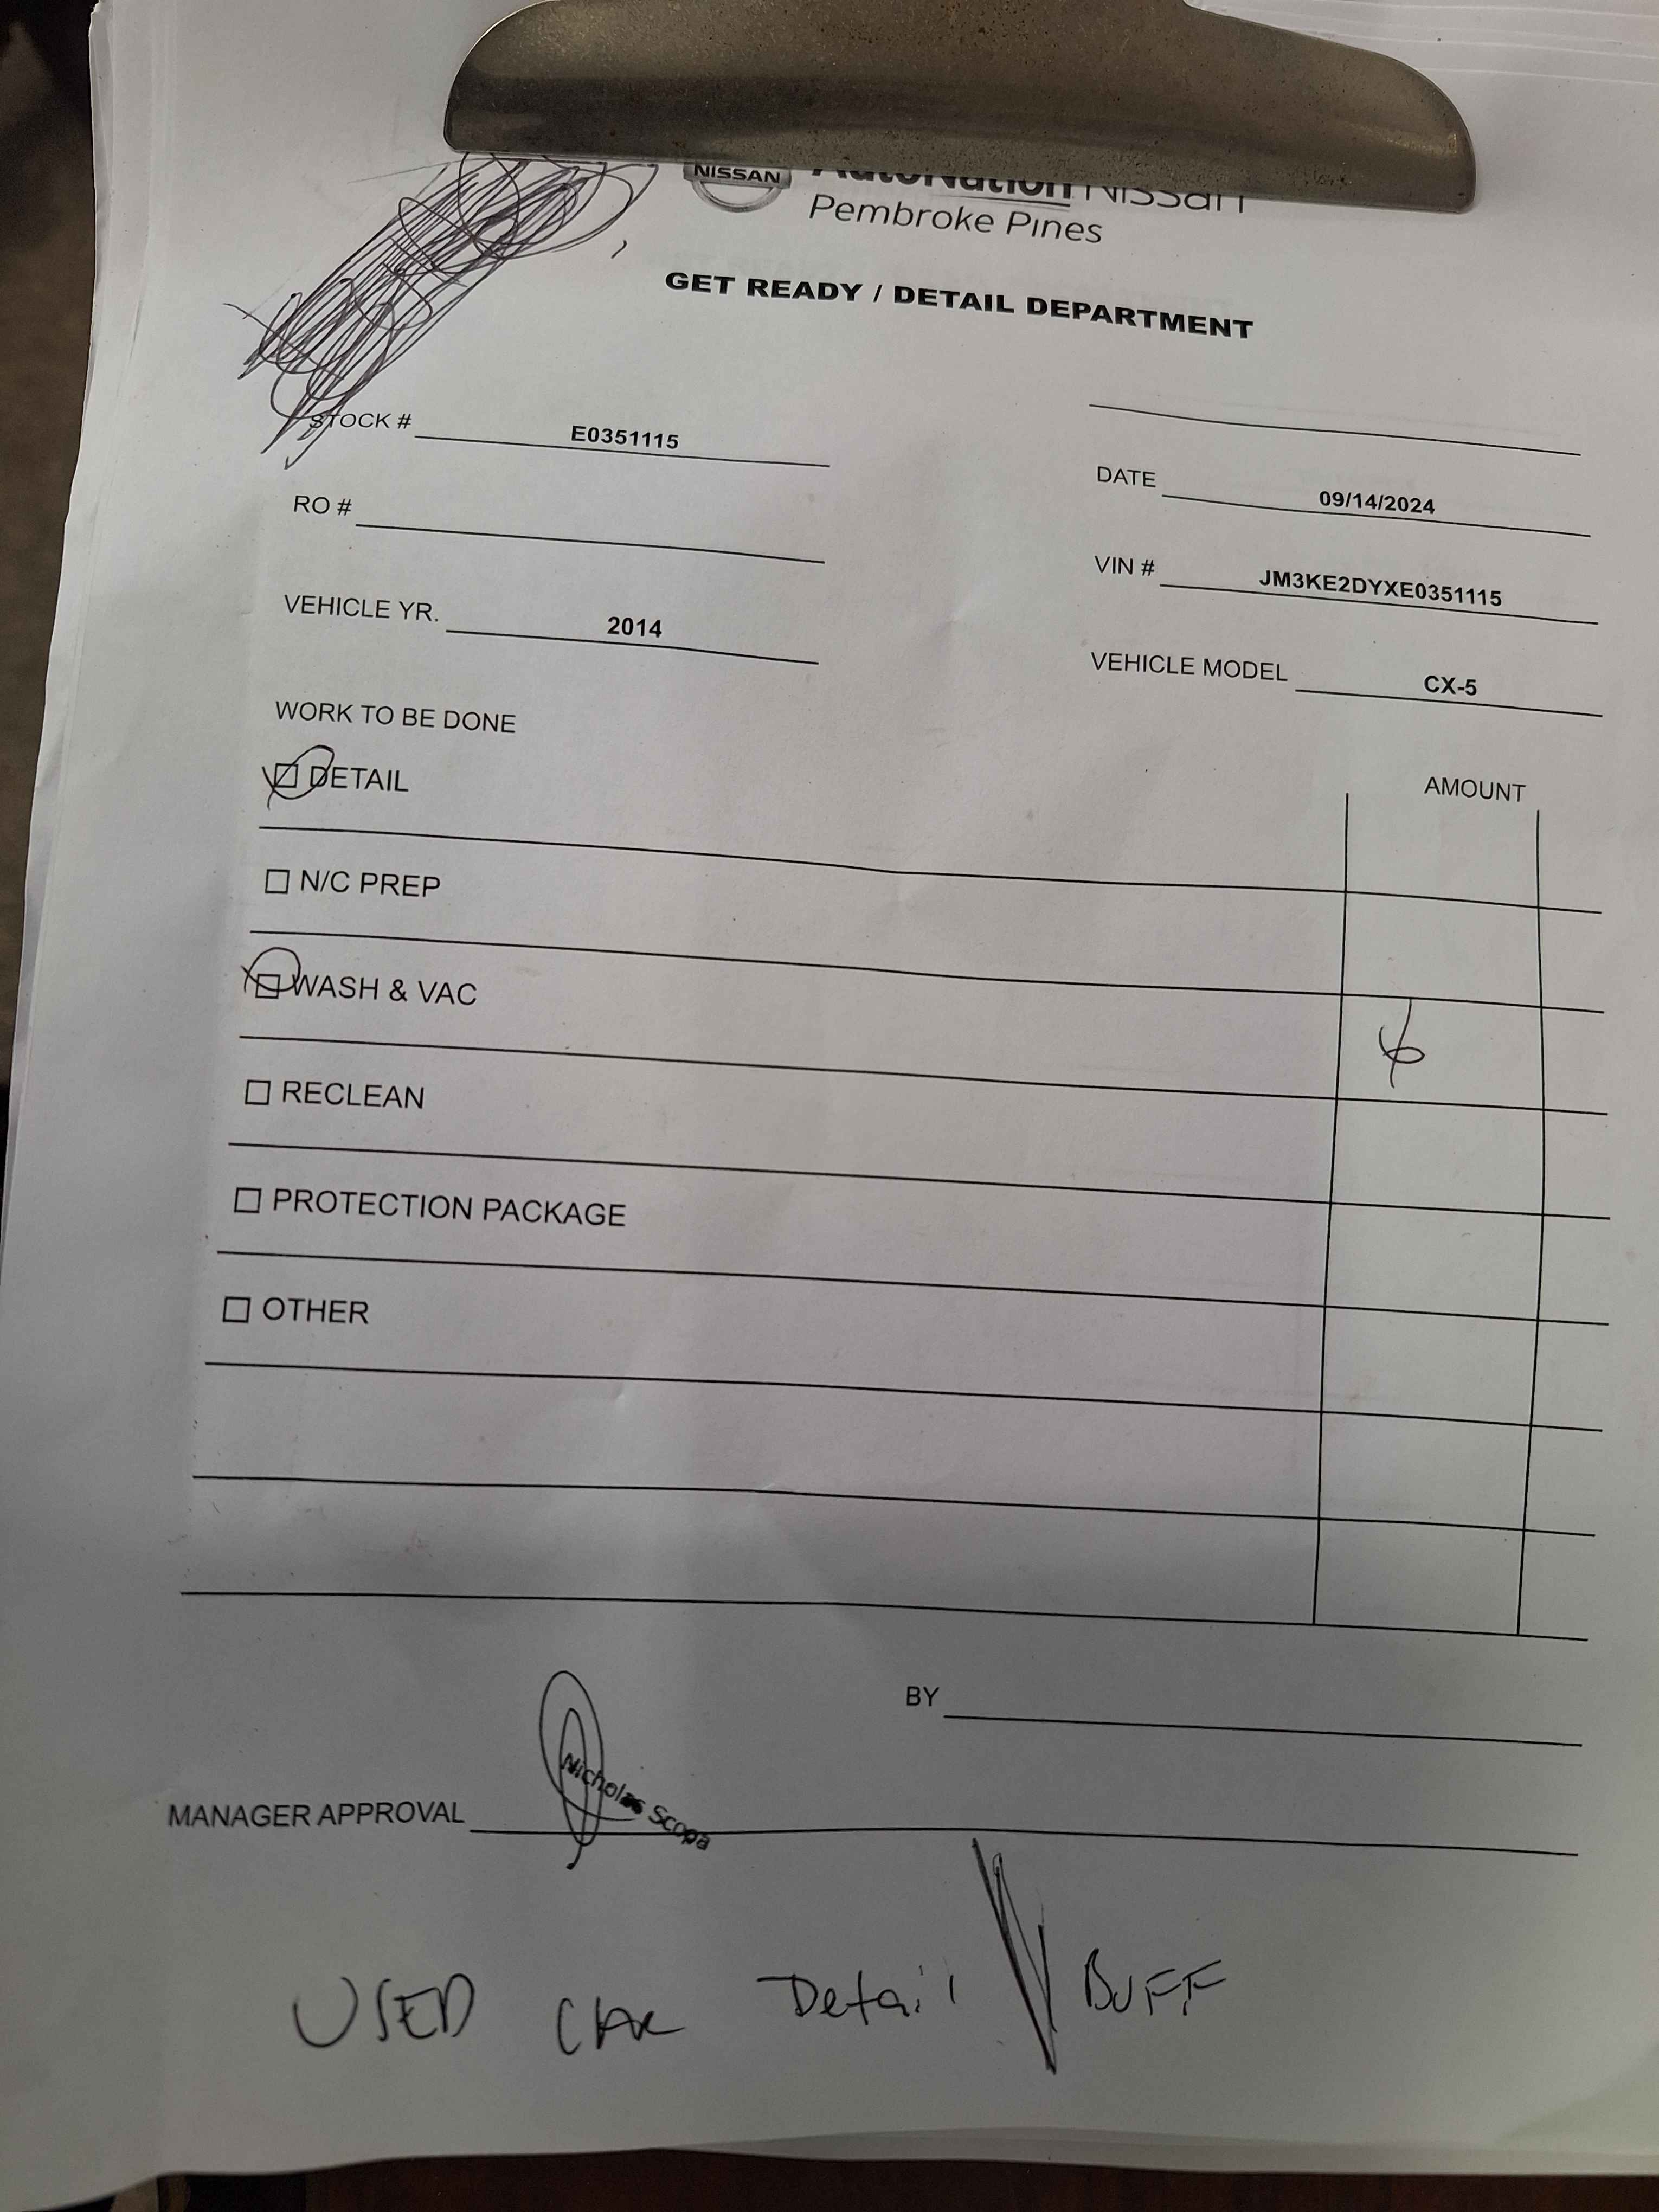 NISSAN AutoNation NISSAN
Pembroke Pines
GET READY / DETAIL DEPARTMENT
STOCK # E0351115
DATE 09/14/2024
RO #
VIN # JM3KE2DYXE0351115
VEHICLE YR. 2014
VEHICLE MODEL CX-5
WORK TO BE DONE
DETAIL
AMOUNT
N/C PREP
WASH & VAC
RECLEAN
PROTECTION PACKAGE
OTHER
BY
MANAGER APPROVAL Nicholas Scopa
USED CAR Detail BUFF